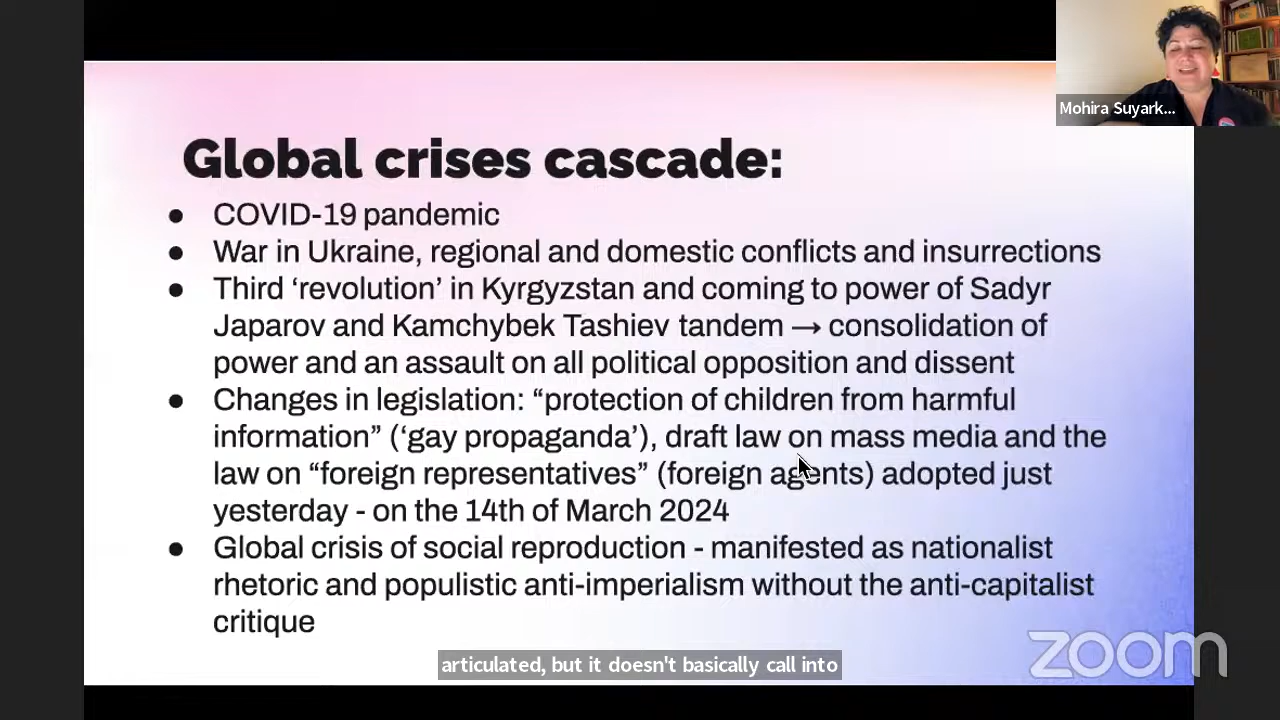 Mohira Suyark...
Global crises cascade:
● COVID-19 pandemic
● War in Ukraine, regional and domestic conflicts and insurrections
● Third ‘revolution’ in Kyrgyzstan and coming to power of Sadyr
Japarov and Kamchybek Tashiev tandem → consolidation of
power and an assault on all political opposition and dissent
● Changes in legislation: “protection of children from harmful
information” (‘gay propaganda’), draft law on mass media and the
law on “foreign representatives” (foreign agents) adopted just
yesterday - on the 14th of March 2024
● Global crisis of social reproduction - manifested as nationalist
rhetoric and populistic anti-imperialism without the anti-capitalist
critique
zoom
articulated, but it doesn't basically call into